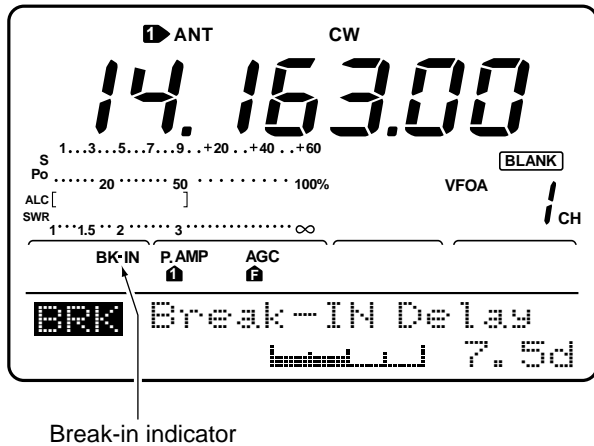 1 ANT CW
14.163.00
S 1...3...5...7...9..+20 ..+40 ..+60
BLANK
Po ...... 20 ........ 50 .......... 100%
VFOA
1 CH
ALC [ ]
SWR 1....1.5.. 2 ....... 3 ............... ∞
BK-IN P.AMP AGC
1 F
BRK Break-IN Delay
7.5d
Break-in indicator